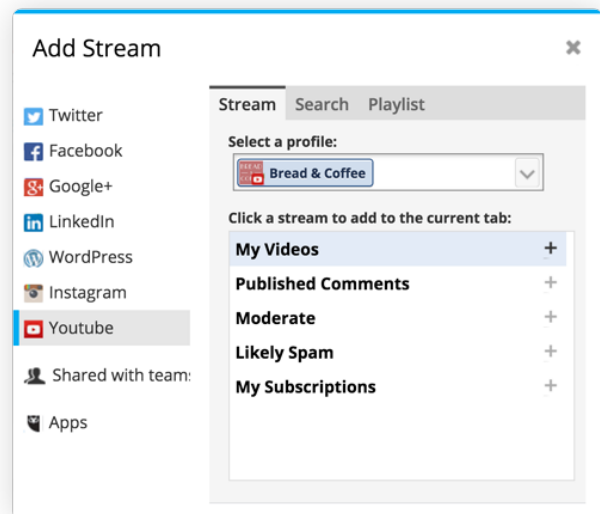 Add Stream
Twitter
Facebook
Google+
LinkedIn
WordPress
Instagram
Youtube
Shared with team
Apps
Stream Search Playlist
Select a profile:
Bread & Coffee
Click a stream to add to the current tab:
My Videos +
Published Comments +
Moderate +
Likely Spam +
My Subscriptions +